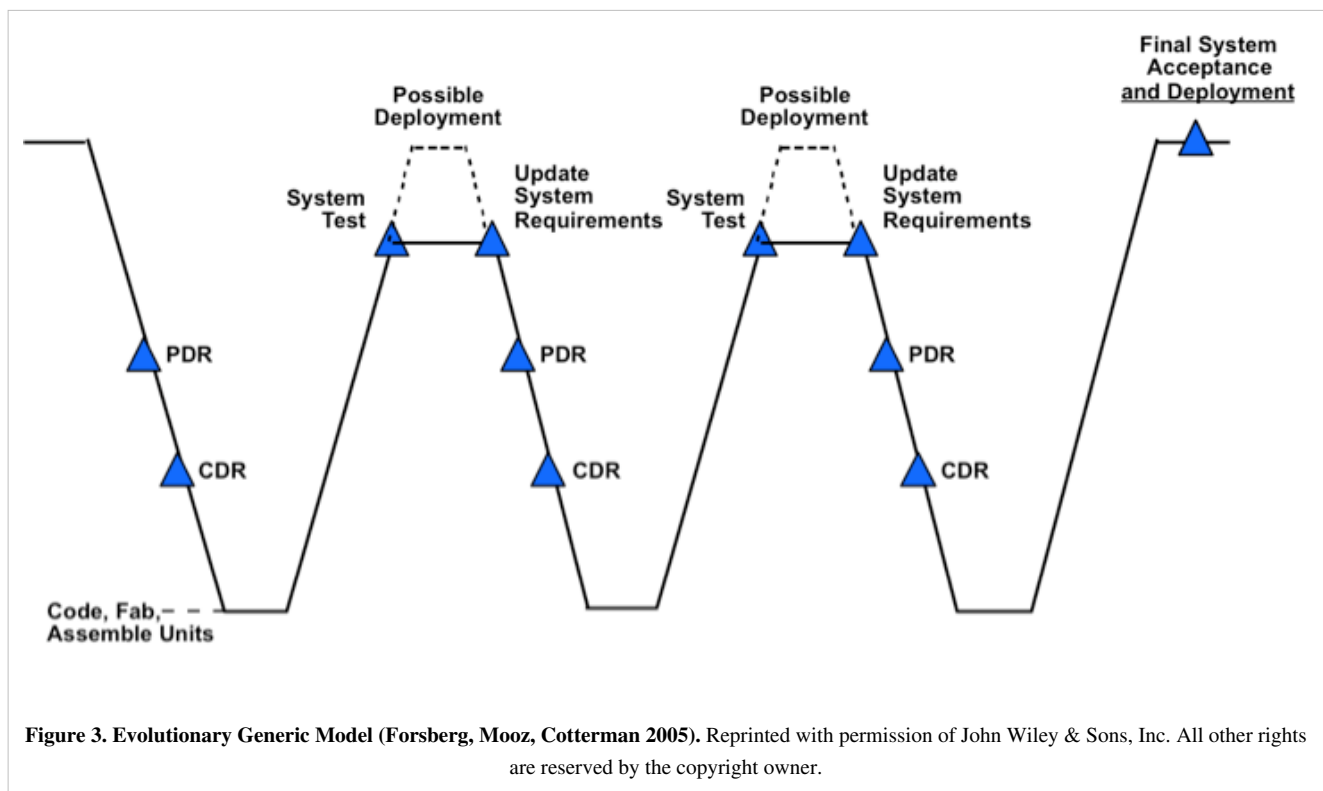 Final System
Acceptance
and Deployment
Possible
Deployment
Possible
Deployment
System
Test
Update
System
Requirements
System
Test
Update
System
Requirements
PDR
PDR
PDR
CDR
CDR
CDR
Code, Fab,
Assemble Units
Figure 3. Evolutionary Generic Model (Forsberg, Mooz, Cotterman 2005). Reprinted with permission of John Wiley & Sons, Inc. All other rights
are reserved by the copyright owner.